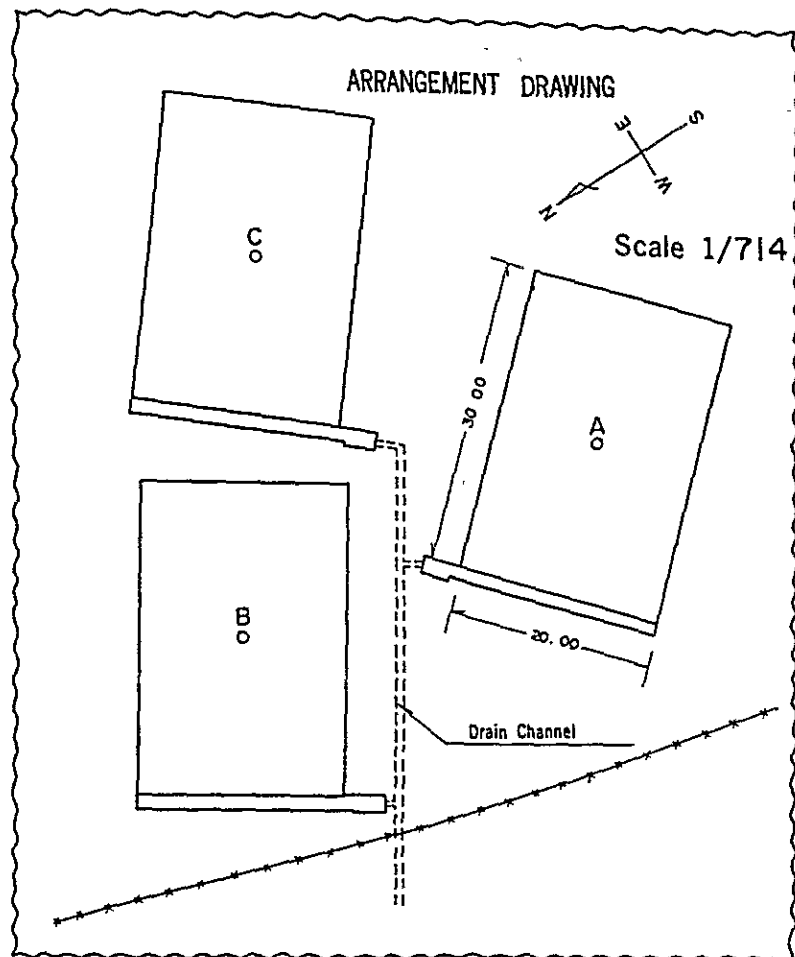 ARRANGEMENT DRAWING
E
S
W
N
Scale 1/714
C
30 00
A
B
20.00
Drain Channel